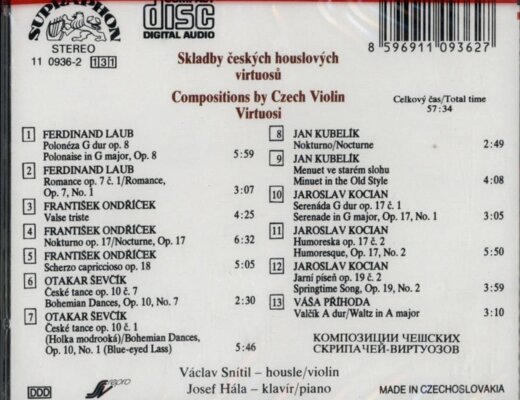 SUPRAPHON
STEREO
11 0936-2 131
COMPACT
disc
DIGITAL AUDIO
8 596911 093627
Skladby českých houslových
virtuosů
Compositions by Czech Violin
Virtuosi
Celkový čas/Total time
57:34
1 FERDINAND LAUB
Polonéza G dur op. 8
Polonaise in G major, Op. 8 5:59
2 FERDINAND LAUB
Romance op. 7 č. 1/Romance,
Op. 7, No. 1 3:07
3 FRANTIŠEK ONDŘÍČEK
Valse triste 4:25
4 FRANTIŠEK ONDŘÍČEK
Nokturno op. 17/Nocturne, Op. 17 6:32
5 FRANTIŠEK ONDŘÍČEK
Scherzo capriccioso op. 18 5:05
6 OTAKAR ŠEVČÍK
České tance op. 10 č. 7
Bohemian Dances, Op. 10, No. 7 2:30
7 OTAKAR ŠEVČÍK
České tance op. 10 č. 1
(Holka modrooká)/Bohemian Dances,
Op. 10, No. 1 (Blue-eyed Lass) 5:46
8 JAN KUBELÍK
Nokturno/Nocturne 2:49
9 JAN KUBELÍK
Menuet ve starém slohu
Minuet in the Old Style 4:08
10 JAROSLAV KOCIAN
Serenáda G dur op. 17 č. 1
Serenade in G major, Op. 17, No. 1 3:05
11 JAROSLAV KOCIAN
Humoreska op. 17 č. 2
Humoresque, Op. 17, No. 2 5:50
12 JAROSLAV KOCIAN
Jarní píseň op. 19 č. 2
Springtime Song, Op. 19, No. 2 3:59
13 VÁŠA PŘÍHODA
Valčík A dur/Waltz in A major 3:10
КОМПОЗИЦИИ ЧЕШСКИХ
СКРИПАЧЕЙ-ВИРТУОЗОВ
Václav Snítil – housle/violin
Josef Hála – klavír/piano
DDD
repro
MADE IN CZECHOSLOVAKIA